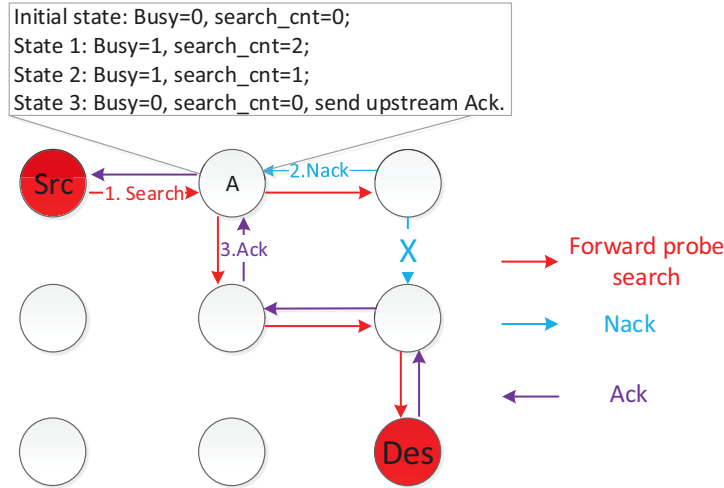 Initial state: Busy=0, search_cnt=0;
State 1: Busy=1, search_cnt=2;
State 2: Busy=1, search_cnt=1;
State 3: Busy=0, search_cnt=0, send upstream Ack.
Src
1. Search
A
2.Nack
3.Ack
X
Forward probe
search
Nack
Ack
Des